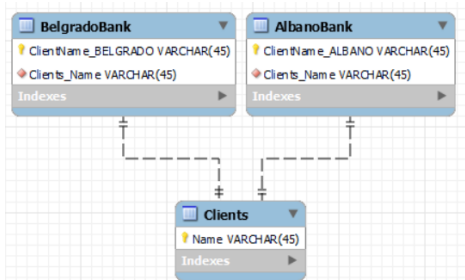 BelgradoBank
ClientName_BELGRADO VARCHAR(45)
Clients_Name VARCHAR(45)
Indexes
AlbanoBank
ClientName_ALBANO VARCHAR(45)
Clients_Name VARCHAR(45)
Indexes
Clients
Name VARCHAR(45)
Indexes